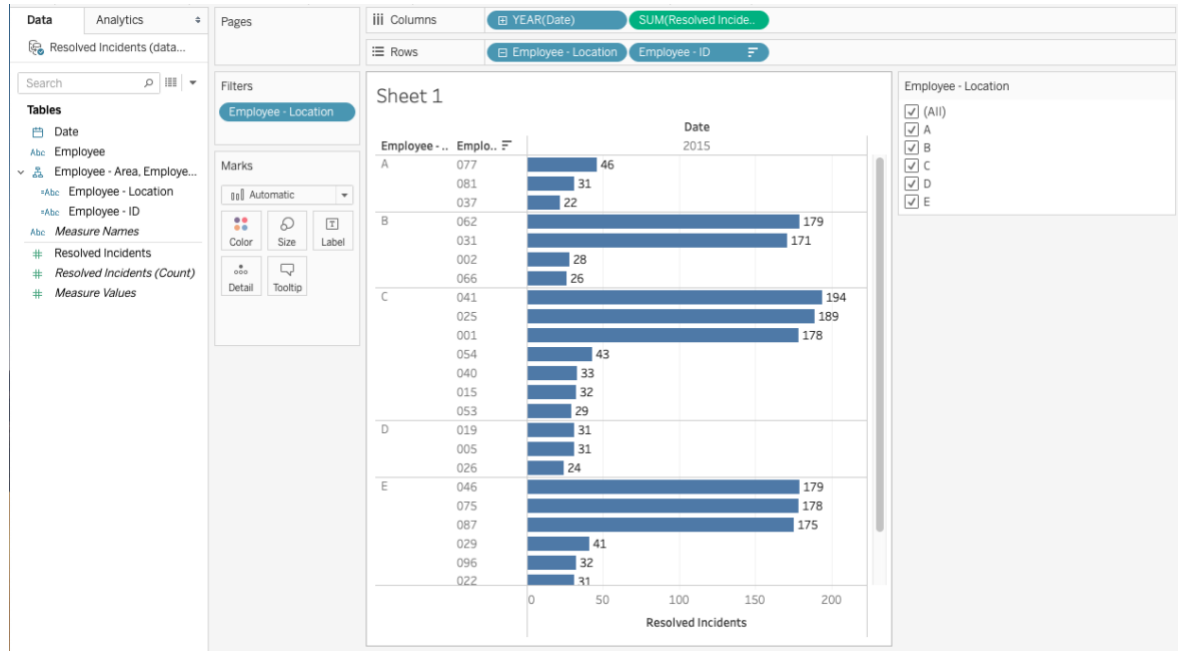 Data Analytics
Resolved Incidents (data...
Search
Tables
Date
Abc Employee
Employee - Area, Employe...
=Abc Employee - Location
=Abc Employee - ID
Abc Measure Names
# Resolved Incidents
# Resolved Incidents (Count)
# Measure Values
Pages
Filters
Employee - Location
Marks
Automatic
Color Size Label
Detail Tooltip
Columns YEAR(Date) SUM(Resolved Incide..
Rows Employee - Location Employee - ID
Sheet 1
Date
Employee - .. Emplo.. 2015
A 077 46
081 31
037 22
B 062 179
031 171
002 28
066 26
C 041 194
025 189
001 178
054 43
040 33
015 32
053 29
D 019 31
005 31
026 24
E 046 179
075 178
087 175
029 41
096 32
022 31
0 50 100 150 200
Resolved Incidents
Employee - Location
(All)
A
B
C
D
E